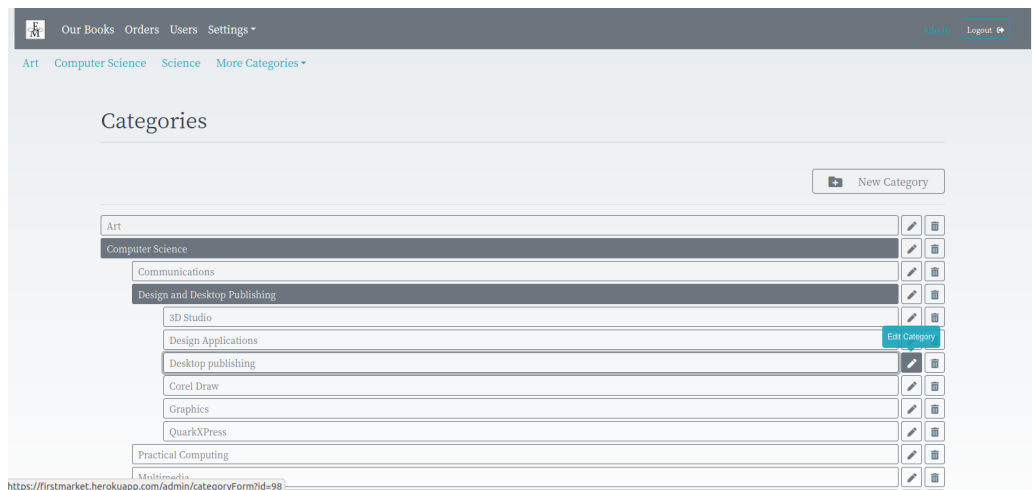 F M
Our Books Orders Users Settings
Logout
Art Computer Science Science More Categories
Categories
New Category
Art
Computer Science
Communications
Design and Desktop Publishing
3D Studio
Design Applications
Edit Category
Desktop publishing
Corel Draw
Graphics
QuarkXPress
Practical Computing
Multimedia
https://firstmarket.herokuapp.com/admin/categoryForm?id=98